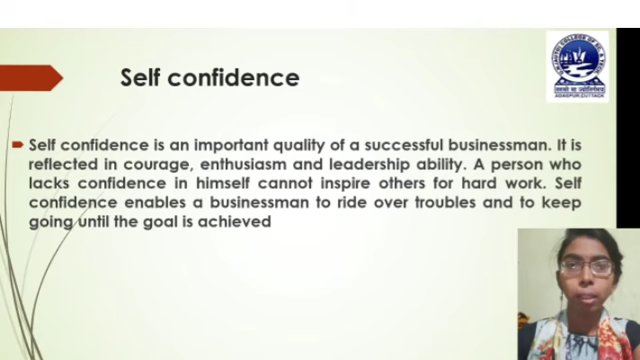 Self confidence
Self confidence is an important quality of a successful businessman. It is
reflected in courage, enthusiasm and leadership ability. A person who
lacks confidence in himself cannot inspire others for hard work. Self
confidence enables a businessman to ride over troubles and to keep
going until the goal is achieved
ADASPUR,CUTTACK